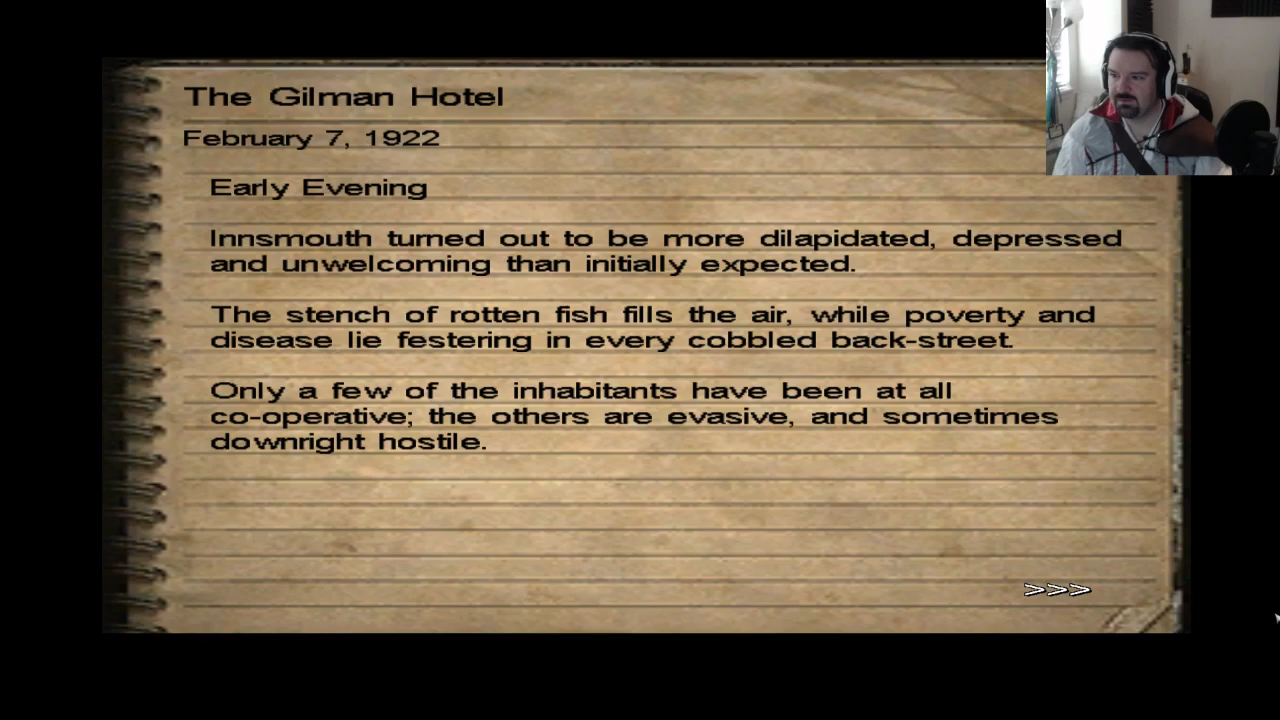 The Gilman Hotel
February 7, 1922
Early Evening
Innsmouth turned out to be more dilapidated, depressed
and unwelcoming than initially expected.
The stench of rotten fish fills the air, while poverty and
disease lie festering in every cobbled back-street.
Only a few of the inhabitants have been at all
co-operative; the others are evasive, and sometimes
downright hostile.
>>>